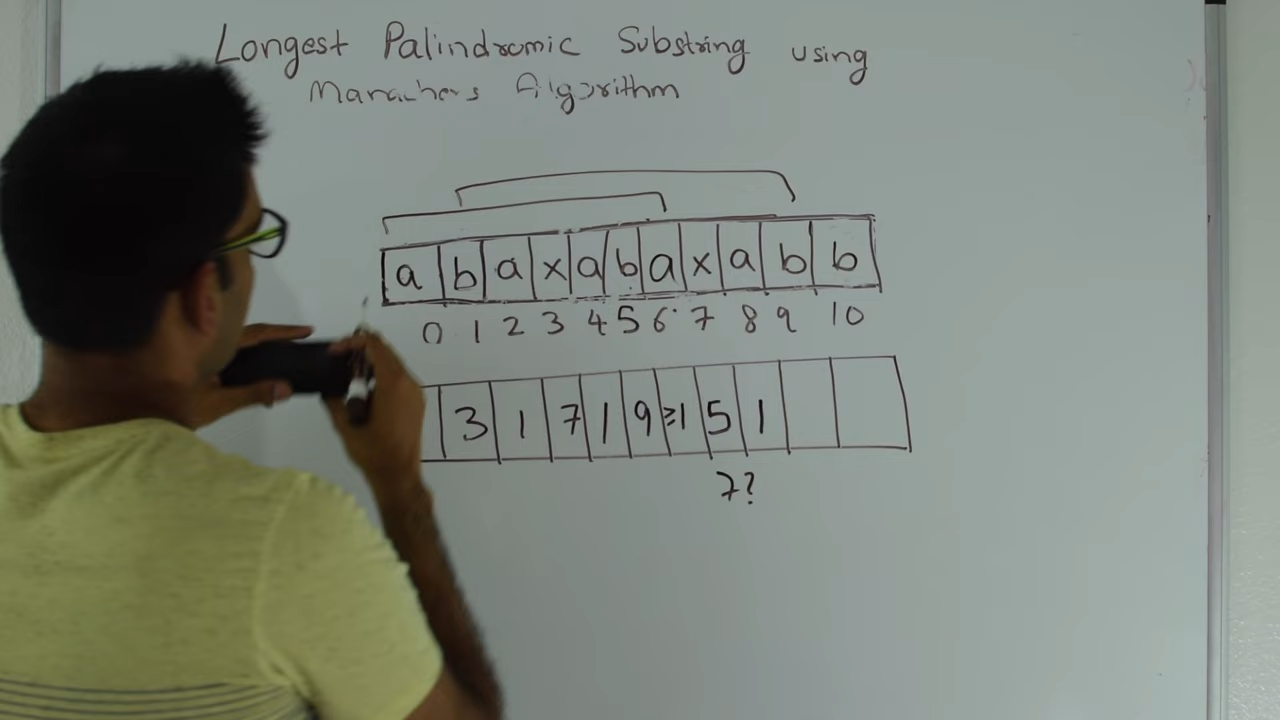 Longest Palindromic Substring using
Manachers Algorithm
a b a x a b a x a b b
0 1 2 3 4 5 6 7 8 9 10
3 1 7 1 9 ≥1 5 1
7?